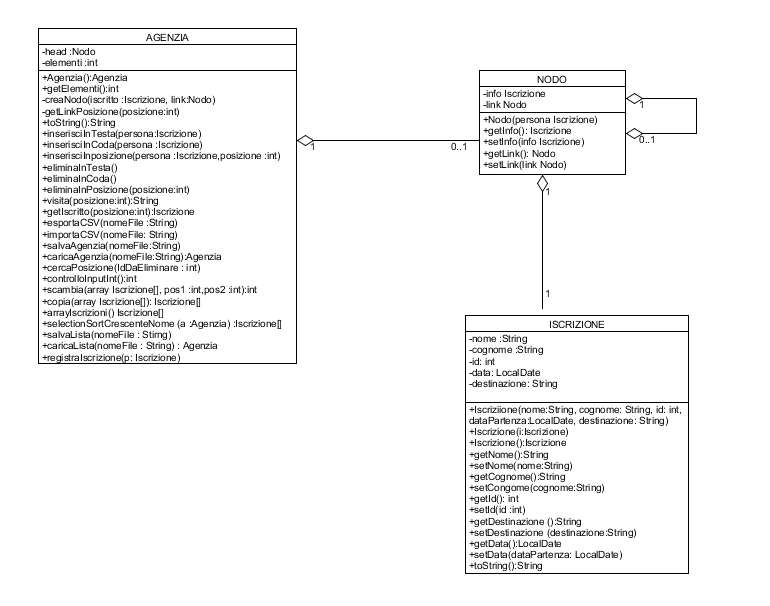 AGENZIA
-head :Nodo
-elementi :int
+Agenzia():Agenzia
+getElementi():int
-creaNodo(iscritto :Iscrizione, link:Nodo)
-getLinkPosizione(posizione:int)
+toString():String
+inserisciInTesta(persona:Iscrizione)
+inserisciInCoda(persona :Iscrizione)
+inserisciInposizione(persona :Iscrizione,posizione :int)
+eliminaInTesta()
+eliminaInCoda()
+eliminaInPosizione(posizione:int)
+visita(posizione:int):String
+getIscritto(posizione:int):Iscrizione
+esportaCSV(nomeFile :String)
+importaCSV(nomeFile: String)
+salvaAgenzia(nomeFile:String)
+caricaAgenzia(nomeFile:String):Agenzia
+cercaPosizione(IdDaEliminare : int)
+controlloInputInt():int
+scambia(array Iscrizione[], pos1 :int,pos2 :int):int
+copia(array Iscrizione[]): Iscrizione[]
+arrayIscrizioni() Iscrizione[]
+selectionSortCrescenteNome (a :Agenzia) :Iscrizione[]
+salvaLista(nomeFile : Stirng)
+caricaLista(nomeFile : String) : Agenzia
+registraIscrizione(p: Iscrizione)
1
0..1
NODO
-info Iscrizione
-link Nodo
+Nodo(persona Iscrizione)
+getInfo(): Iscrizione
+setInfo(info Iscrizione)
+getLink(): Nodo
+setLink(link Nodo)
1
0..1
1
1
ISCRIZIONE
-nome :String
-cognome :String
-id: int
-data: LocalDate
-destinazione: String
+Iscriziione(nome:String, cognome: String, id: int,
dataPartenza:LocalDate, destinazione: String)
+Iscrizione(i:Iscrizione)
+Iscrizione():Iscrizione
+getNome():String
+setNome(nome:String)
+getCognome():String
+setCongome(cognome:String)
+getId(): int
+setId(id :int)
+getDestinazione ():String
+setDestinazione (destinazione:String)
+getData():LocalDate
+setData(dataPartenza: LocalDate)
+toString():String